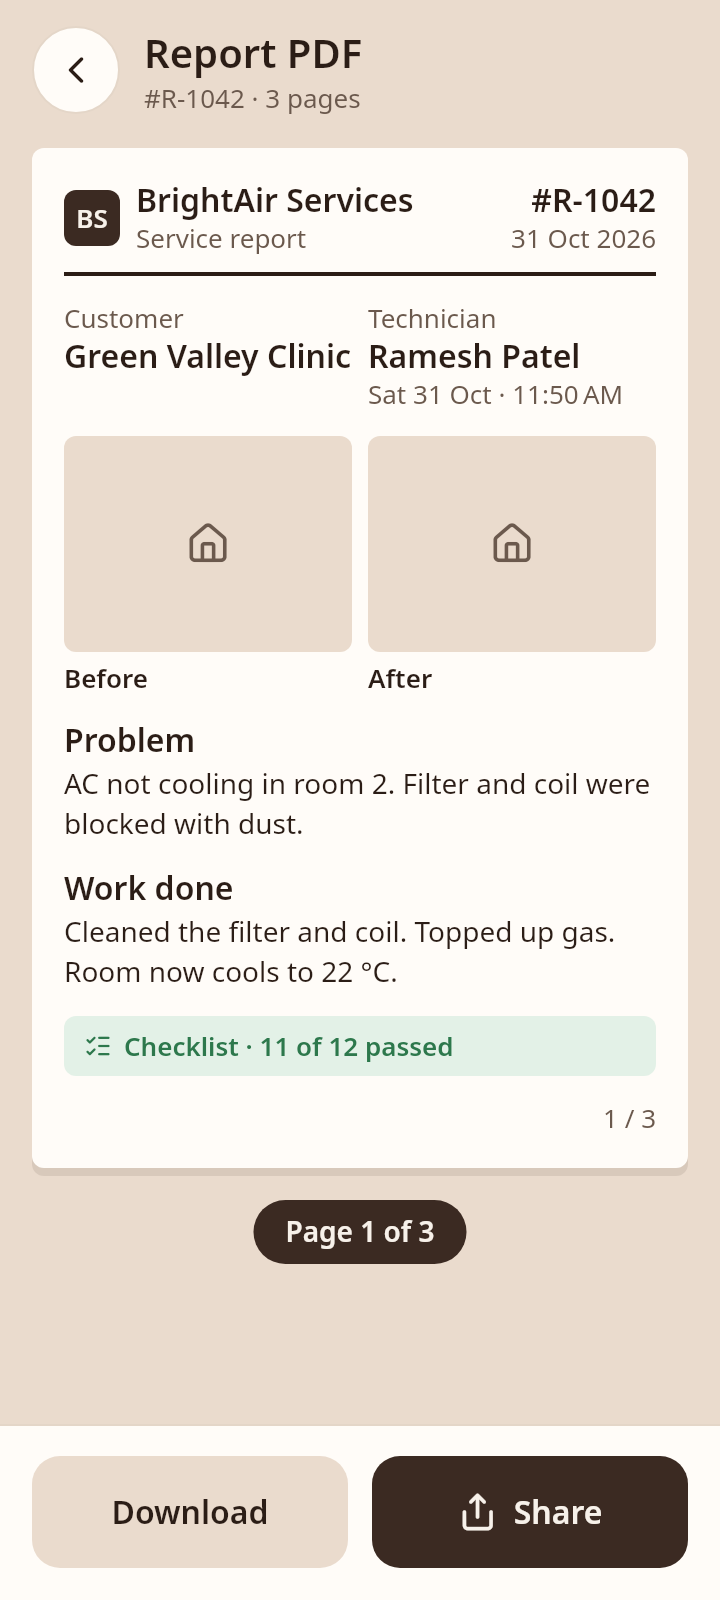 Report PDF
#R-1042 · 3 pages
BS
BrightAir Services
#R-1042
Service report
31 Oct 2026
Customer
Technician
Green Valley Clinic
Ramesh Patel
Sat 31 Oct · 11:50 AM
Before
After
Problem
AC not cooling in room 2. Filter and coil were
blocked with dust.
Work done
Cleaned the filter and coil. Topped up gas.
Room now cools to 22 °C.
Checklist · 11 of 12 passed
1 / 3
Page 1 of 3
Download
Share